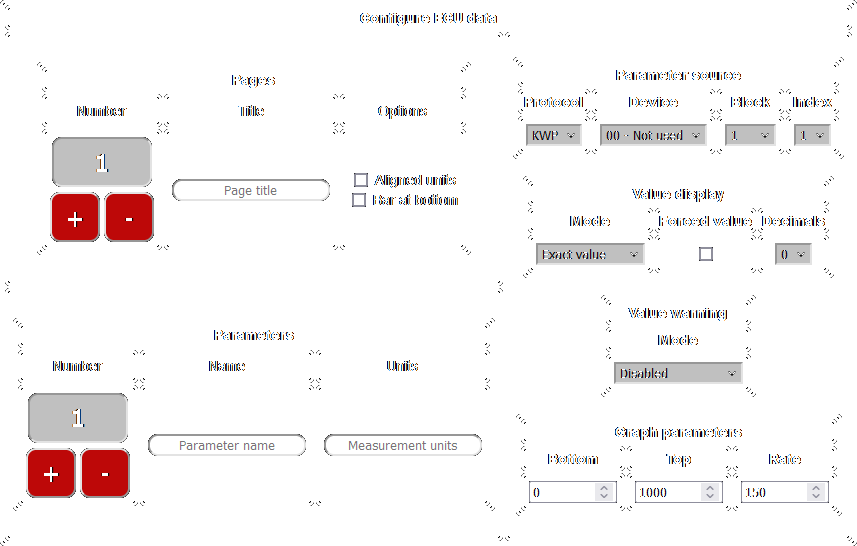 Configure ECU data
Pages
Number Title Options
1
Page title
Aligned units
Bar at bottom
+ -
Parameters
Number Name Units
1
Parameter name Measurement units
+ -
Parameter source
Protocol Device Block Index
KWP 00 - Not used 1 1
Value display
Mode Forced value Decimals
Exact value 0
Value warning
Mode
Disabled
Graph parameters
Bottom Top Rate
0 1000 150